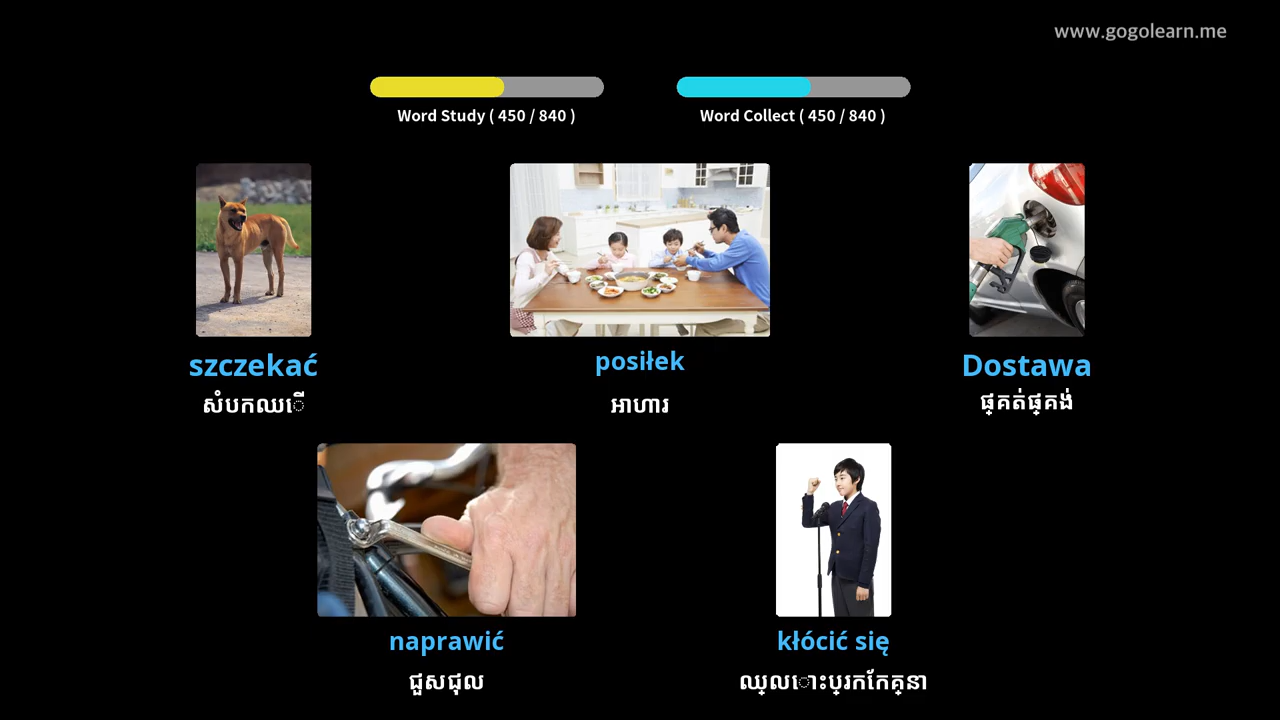 www.gogolearn.me
Word Study ( 450 / 840 )
Word Collect ( 450 / 840 )
szczekać
សំបកឈើ
posiłek
អាហារ
Dostawa
ផ្គត់ផ្គង់
naprawić
ជួសជុល
kłócić się
ឈ្លោះប្រកែកគ្នា